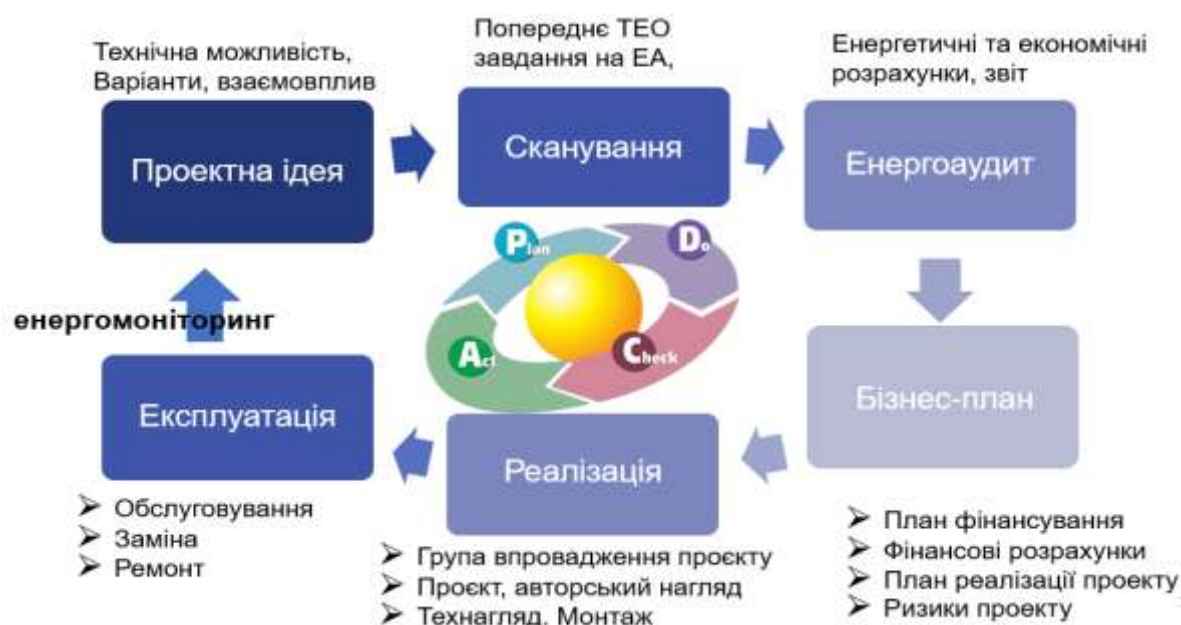 Технічна можливість,
Варіанти, взаємовплив
Проектна ідея
Попереднє ТЕО
завдання на ЕА,
Сканування
Енергетичні та економічні
розрахунки, звіт
Енергоаудит
Plan
Do
Check
Act
енергомоніторинг
Експлуатація
➢ Обслуговування
➢ Заміна
➢ Ремонт
Реалізація
➢ Група впровадження проєкту
➢ Проєкт, авторський нагляд
➢ Технагляд, Монтаж
Бізнес-план
➢ План фінансування
➢ Фінансові розрахунки
➢ План реалізації проекту
➢ Ризики проекту